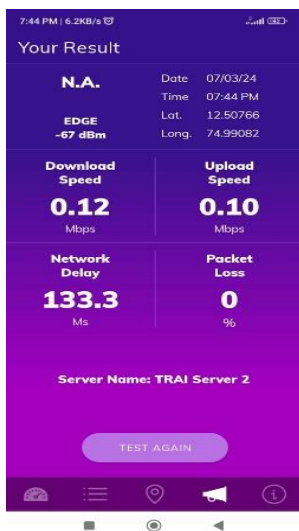 7:44 PM | 6.2KB/s
Your Result
N.A.
EDGE
-67 dBm
Date 07/03/24
Time 07:44 PM
Lat. 12.50766
Long. 74.99082
Download Speed
0.12
Mbps
Upload Speed
0.10
Mbps
Network Delay
133.3
Ms
Packet Loss
0
%
Server Name: TRAI Server 2
TEST AGAIN